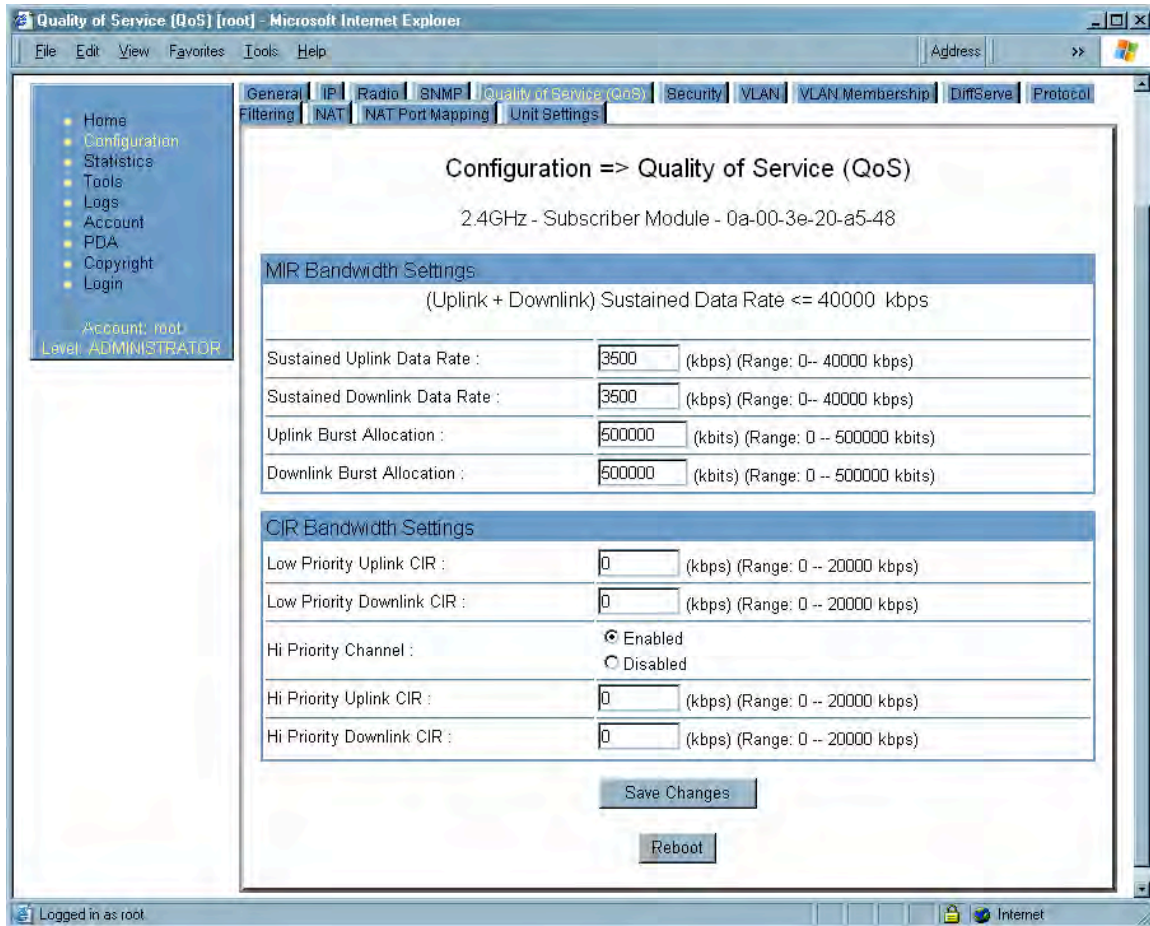 Quality of Service (QoS) [root] - Microsoft Internet Explorer
File Edit View Favorites Tools Help
Address
Home
Configuration
Statistics
Tools
Logs
Account
PDA
Copyright
Login
Account: root
Level: ADMINISTRATOR
General IP Radio SNMP Quality of Service (QoS) Security VLAN VLAN Membership DiffServe Protocol
Filtering NAT NAT Port Mapping Unit Settings
Configuration => Quality of Service (QoS)
2.4GHz - Subscriber Module - 0a-00-3e-20-a5-48
MIR Bandwidth Settings
(Uplink + Downlink) Sustained Data Rate <= 40000 kbps
Sustained Uplink Data Rate : 3500 (kbps) (Range: 0-- 40000 kbps)
Sustained Downlink Data Rate : 3500 (kbps) (Range: 0-- 40000 kbps)
Uplink Burst Allocation : 500000 (kbits) (Range: 0 -- 500000 kbits)
Downlink Burst Allocation : 500000 (kbits) (Range: 0 -- 500000 kbits)
CIR Bandwidth Settings
Low Priority Uplink CIR : 0 (kbps) (Range: 0 -- 20000 kbps)
Low Priority Downlink CIR : 0 (kbps) (Range: 0 -- 20000 kbps)
Hi Priority Channel :
Enabled
Disabled
Hi Priority Uplink CIR : 0 (kbps) (Range: 0 -- 20000 kbps)
Hi Priority Downlink CIR : 0 (kbps) (Range: 0 -- 20000 kbps)
Save Changes
Reboot
Logged in as root
Internet